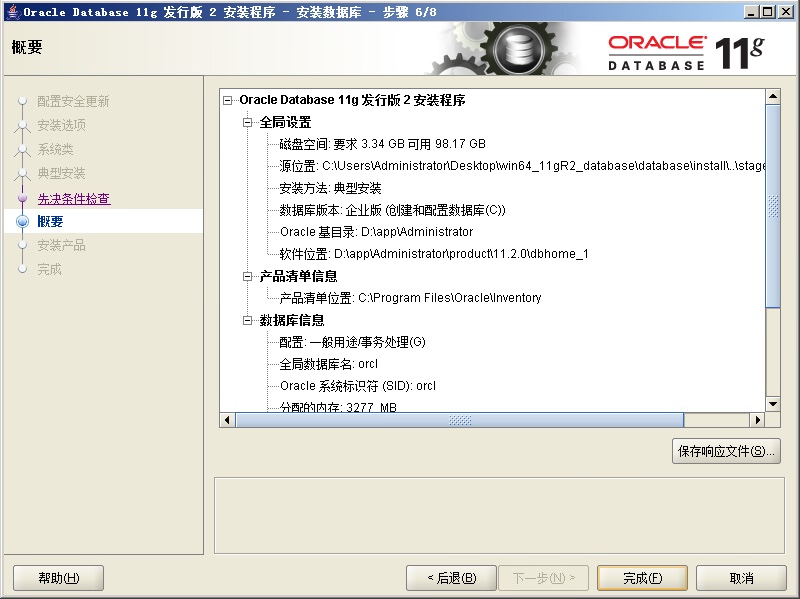 Oracle Database 11g 发行版 2 安装程序 - 安装数据库 - 步骤 6/8
概要
ORACLE
DATABASE
11g
配置安全更新
安装选项
系统类
典型安装
先决条件检查
概要
安装产品
完成
Oracle Database 11g 发行版 2 安装程序
全局设置
磁盘空间: 要求 3.34 GB 可用 98.17 GB
源位置: C:\Users\Administrator\Desktop\win64_11gR2_database\database\install\..\stage
安装方法: 典型安装
数据库版本: 企业版 (创建和配置数据库(C))
Oracle 基目录: D:\app\Administrator
软件位置: D:\app\Administrator\product\11.2.0\dbhome_1
产品清单信息
产品清单位置: C:\Program Files\Oracle\Inventory
数据库信息
配置: 一般用途/事务处理(G)
全局数据库名: orcl
Oracle 系统标识符 (SID): orcl
分配的内存: 3277 MB
保存响应文件(S)...
帮助(H)
< 后退(B)
下一步(N) >
完成(F)
取消